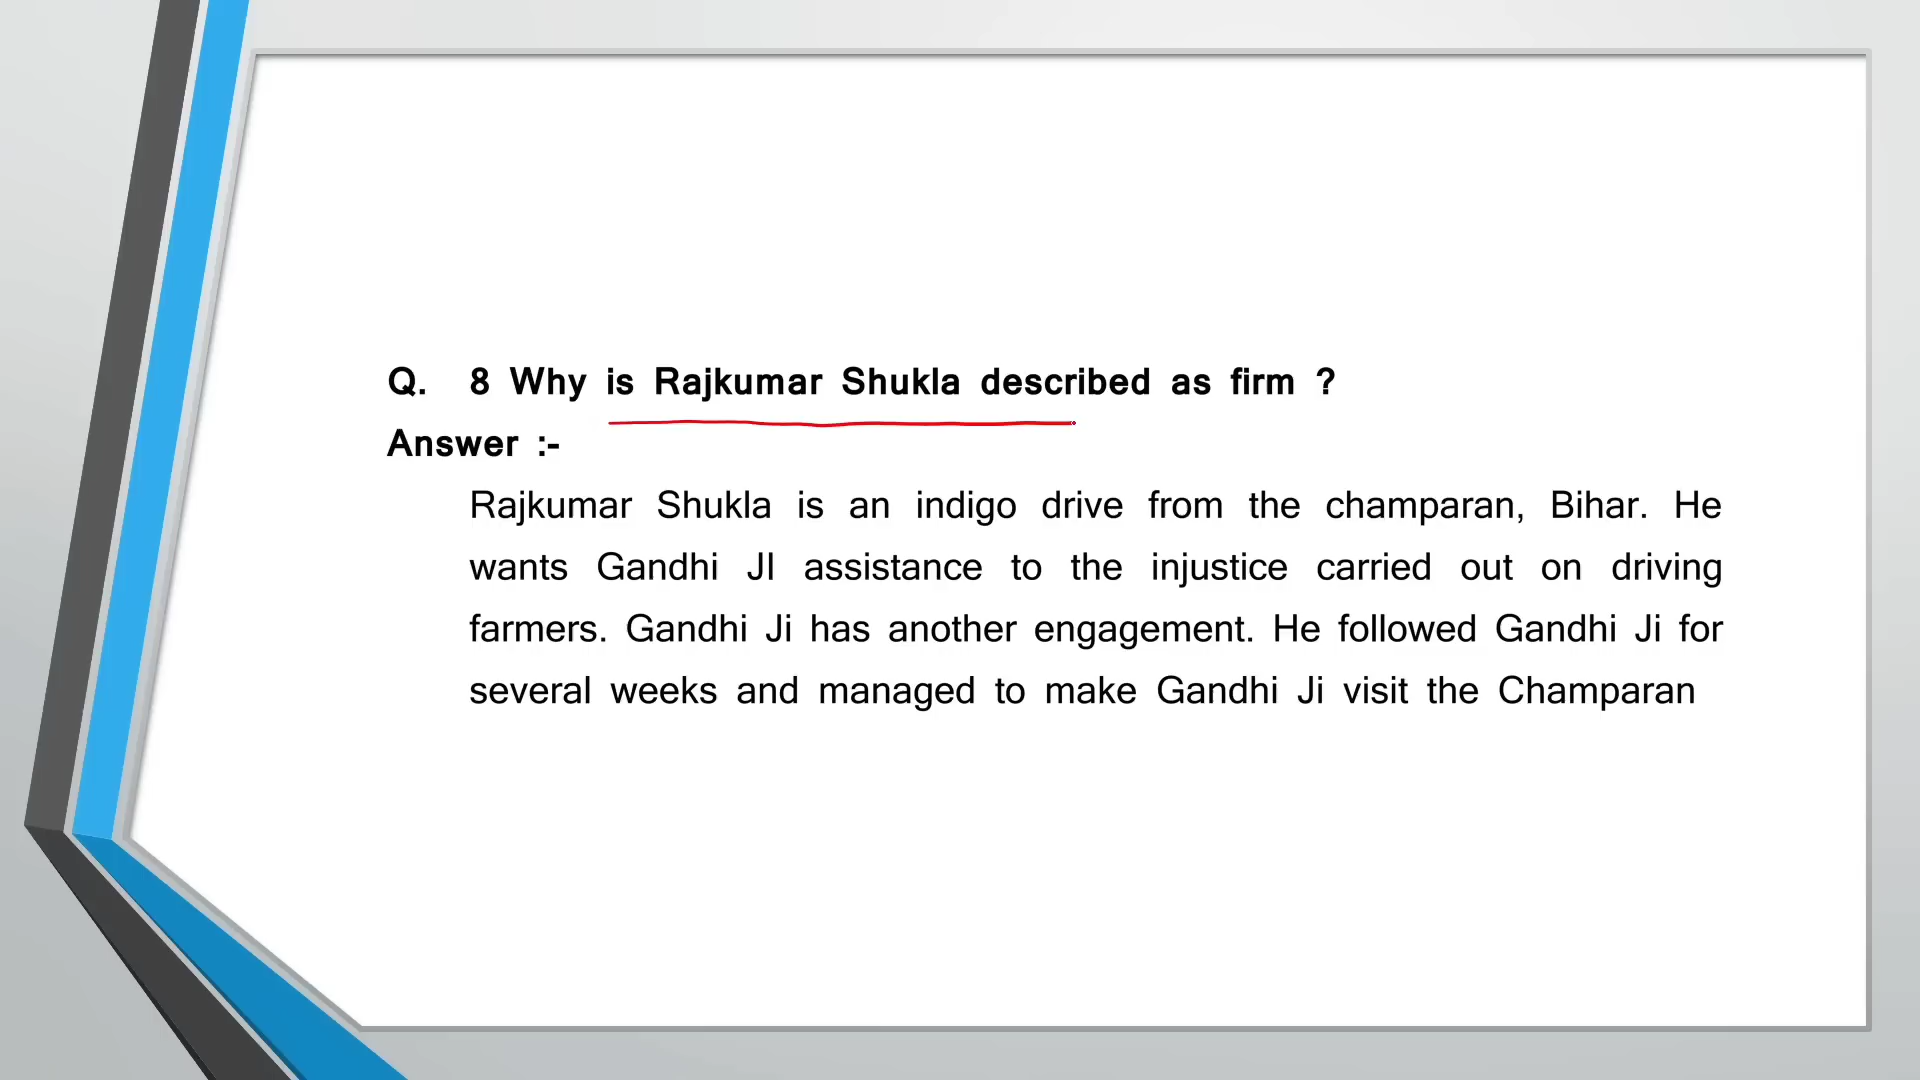 Q. 8 Why is Rajkumar Shukla described as firm ?
Answer :-
Rajkumar Shukla is an indigo drive from the champaran, Bihar. He
wants Gandhi JI assistance to the injustice carried out on driving
farmers. Gandhi Ji has another engagement. He followed Gandhi Ji for
several weeks and managed to make Gandhi Ji visit the Champaran